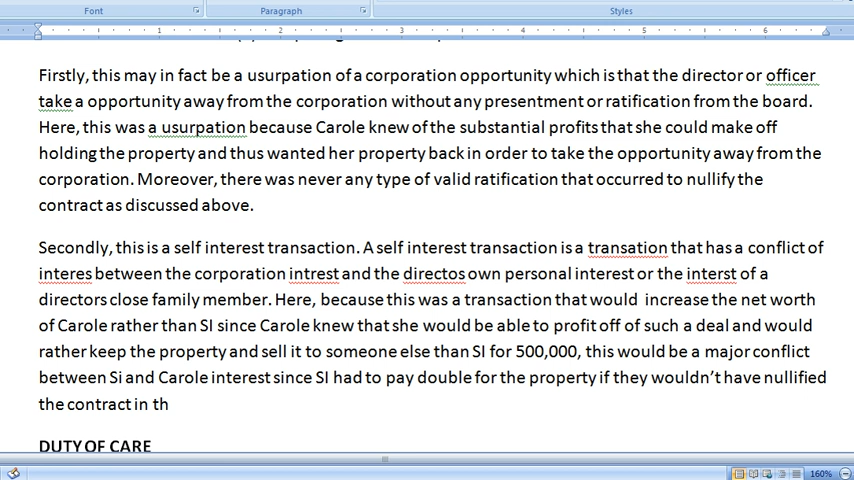 Font
Paragraph
Styles
1
2
3
4
5
6
Firstly, this may in fact be a usurpation of a corporation opportunity which is that the director or officer
take a opportunity away from the corporation without any presentment or ratification from the board.
Here, this was a usurpation because Carole knew of the substantial profits that she could make off
holding the property and thus wanted her property back in order to take the opportunity away from the
corporation. Moreover, there was never any type of valid ratification that occurred to nullify the
contract as discussed above.
Secondly, this is a self interest transaction. A self interest transaction is a transation that has a conflict of
interes between the corporation intrest and the directos own personal interest or the interst of a
directors close family member. Here, because this was a transaction that would increase the net worth
of Carole rather than SI since Carole knew that she would be able to profit off of such a deal and would
rather keep the property and sell it to someone else than SI for 500,000, this would be a major conflict
between Si and Carole interest since SI had to pay double for the property if they wouldn't have nullified
the contract in th
DUTY OF CARE
160%